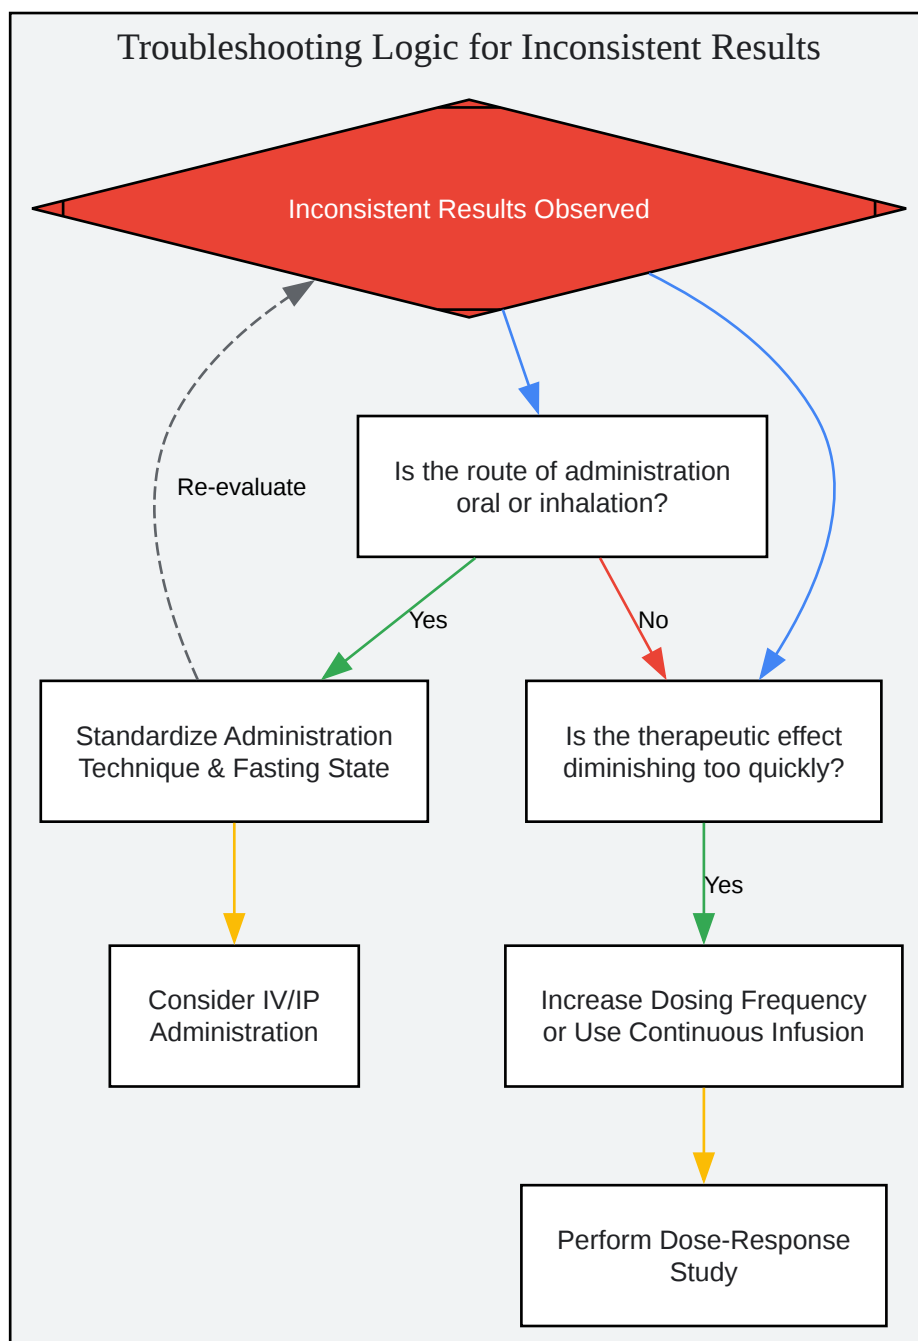 Troubleshooting Logic for Inconsistent Results
Inconsistent Results Observed
Is the route of administration
oral or inhalation?
Re-evaluate
Yes
No
Standardize Administration
Technique & Fasting State
Is the therapeutic effect
diminishing too quickly?
Yes
Consider IV/IP
Administration
Increase Dosing Frequency
or Use Continuous Infusion
Perform Dose-Response
Study